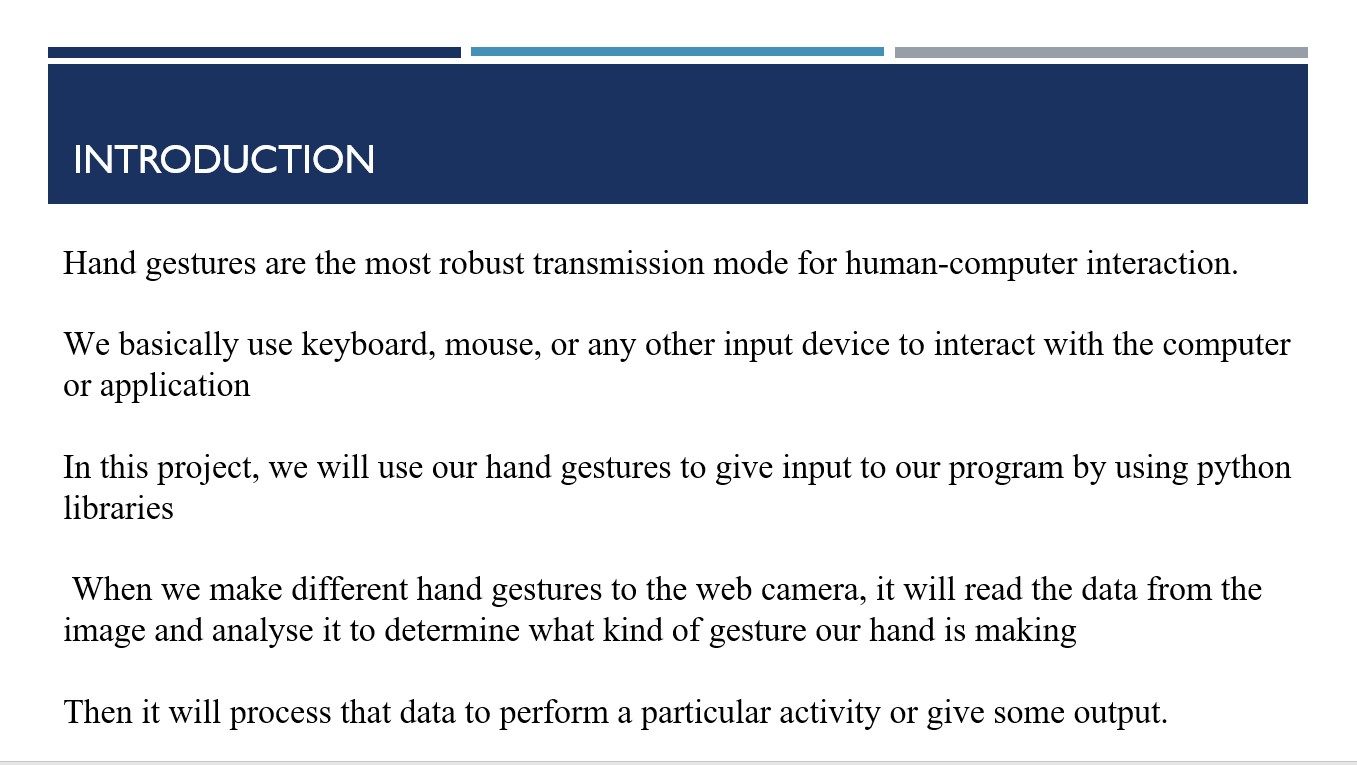 INTRODUCTION
Hand gestures are the most robust transmission mode for human-computer interaction.
We basically use keyboard, mouse, or any other input device to interact with the computer
or application
In this project, we will use our hand gestures to give input to our program by using python
libraries
When we make different hand gestures to the web camera, it will read the data from the
image and analyse it to determine what kind of gesture our hand is making
Then it will process that data to perform a particular activity or give some output.